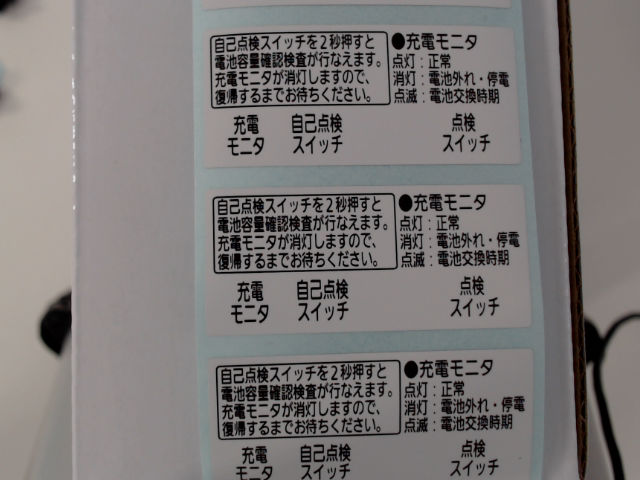 自己点検スイッチを2秒押すと
電池容量確認検査が行なえます。
充電モニタが消灯しますので、
復帰するまでお待ちください。
●充電モニタ
点灯：正常
消灯：電池外れ・停電
点滅：電池交換時期
充電
モニタ
自己点検
スイッチ
点検
スイッチ
自己点検スイッチを2秒押すと
電池容量確認検査が行なえます。
充電モニタが消灯しますので、
復帰するまでお待ちください。
●充電モニタ
点灯：正常
消灯：電池外れ・停電
点滅：電池交換時期
充電
モニタ
自己点検
スイッチ
点検
スイッチ
自己点検スイッチを2秒押すと
電池容量確認検査が行なえます。
充電モニタが消灯しますので、
復帰するまでお待ちください。
●充電モニタ
点灯：正常
消灯：電池外れ・停電
点滅：電池交換時期
充電
モニタ
自己点検
スイッチ
点検
スイッチ